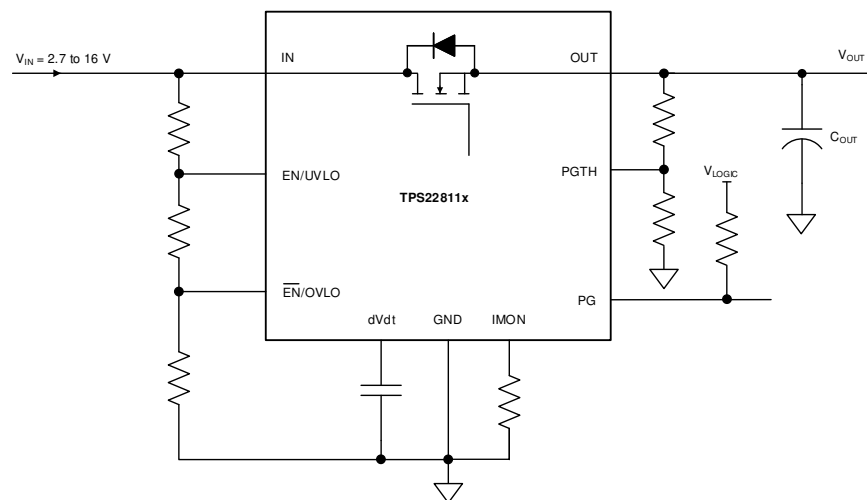 V_IN = 2.7 to 16 V
IN
OUT
V_OUT
C_OUT
EN/UVLO
PGTH
V_LOGIC
TPS22811x
E̅N̅/OVLO
PG
dVdt
GND
IMON